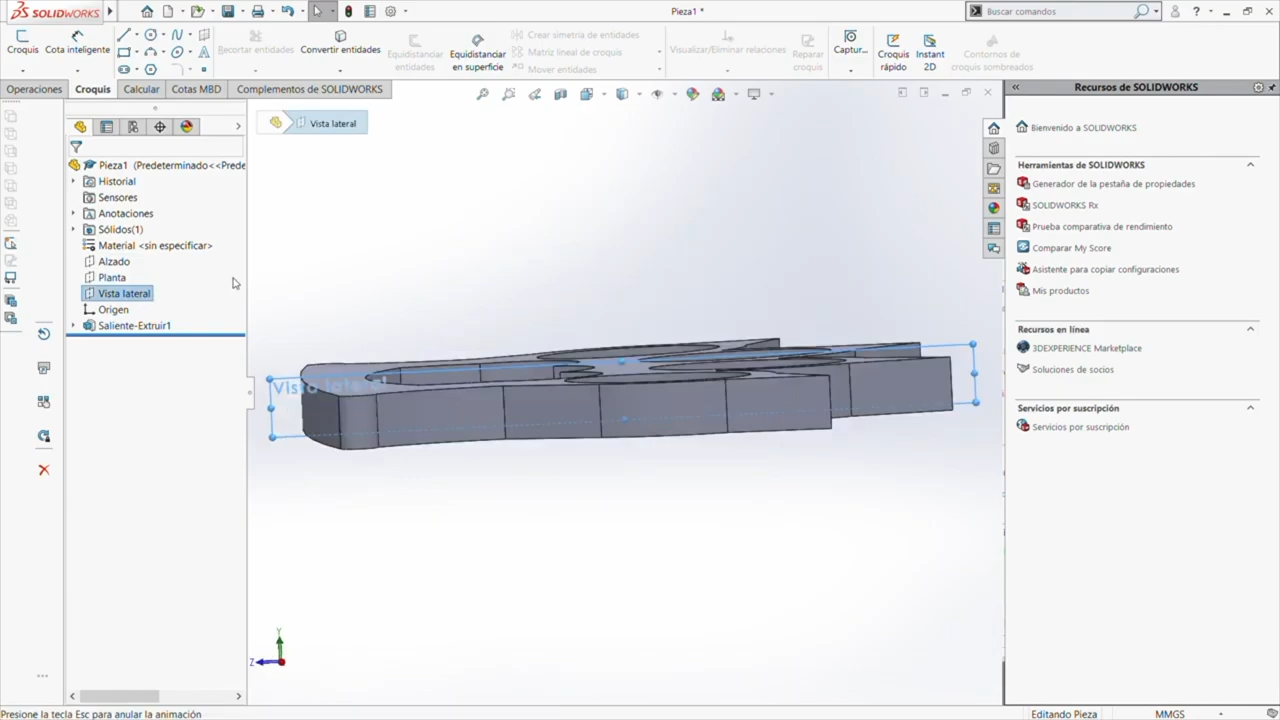 SOLIDWORKS
Pieza1 *
Buscar comandos
Croquis
Cota inteligente
Recortar entidades
Convertir entidades
Equidistanciar entidades
Equidistanciar en superficie
Crear simetría de entidades
Matriz lineal de croquis
Mover entidades
Visualizar/Eliminar relaciones
Reparar croquis
Captur...
Croquis rápido
Instant 2D
Contornos de croquis sombreados
Operaciones
Croquis
Calcular
Cotas MBD
Complementos de SOLIDWORKS
Vista lateral
Pieza1 (Predeterminado<<Prede
Historial
Sensores
Anotaciones
Sólidos(1)
Material <sin especificar>
Alzado
Planta
Vista lateral
Origen
Saliente-Extruir1
Vista lateral
Y
Z
Recursos de SOLIDWORKS
Bienvenido a SOLIDWORKS
Herramientas de SOLIDWORKS
Generador de la pestaña de propiedades
SOLIDWORKS Rx
Prueba comparativa de rendimiento
Comparar My Score
Asistente para copiar configuraciones
Mis productos
Recursos en línea
3DEXPERIENCE Marketplace
Soluciones de socios
Servicios por suscripción
Servicios por suscripción
Presione la tecla Esc para anular la animación
Editando Pieza
MMGS